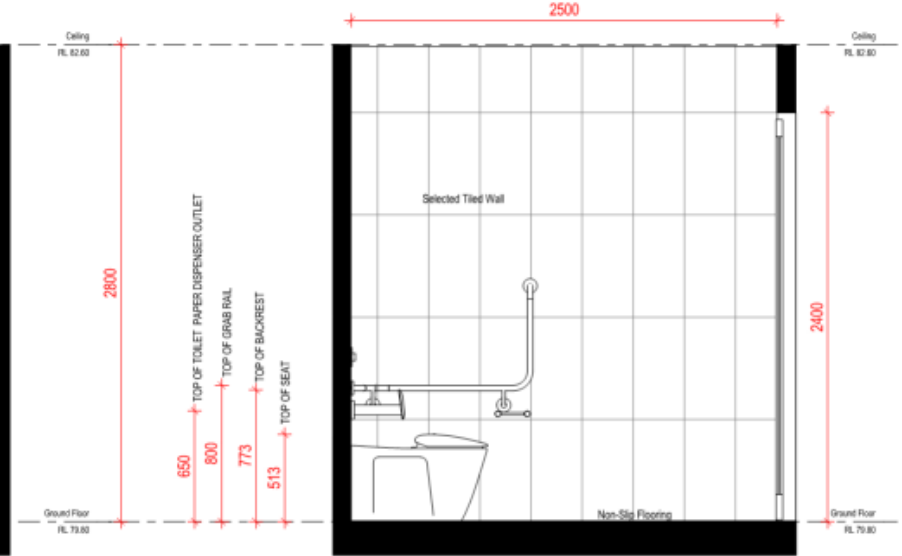 2500
Ceiling
RL 82.60
Ceiling
RL 82.60
Selected Tiled Wall
TOP OF TOILET PAPER DISPENSER OUTLET
TOP OF GRAB RAIL
TOP OF BACKREST
TOP OF SEAT
2800
2400
650
800
773
513
Ground Floor
RL 79.80
Non-Slip Flooring
Ground Floor
RL 79.80